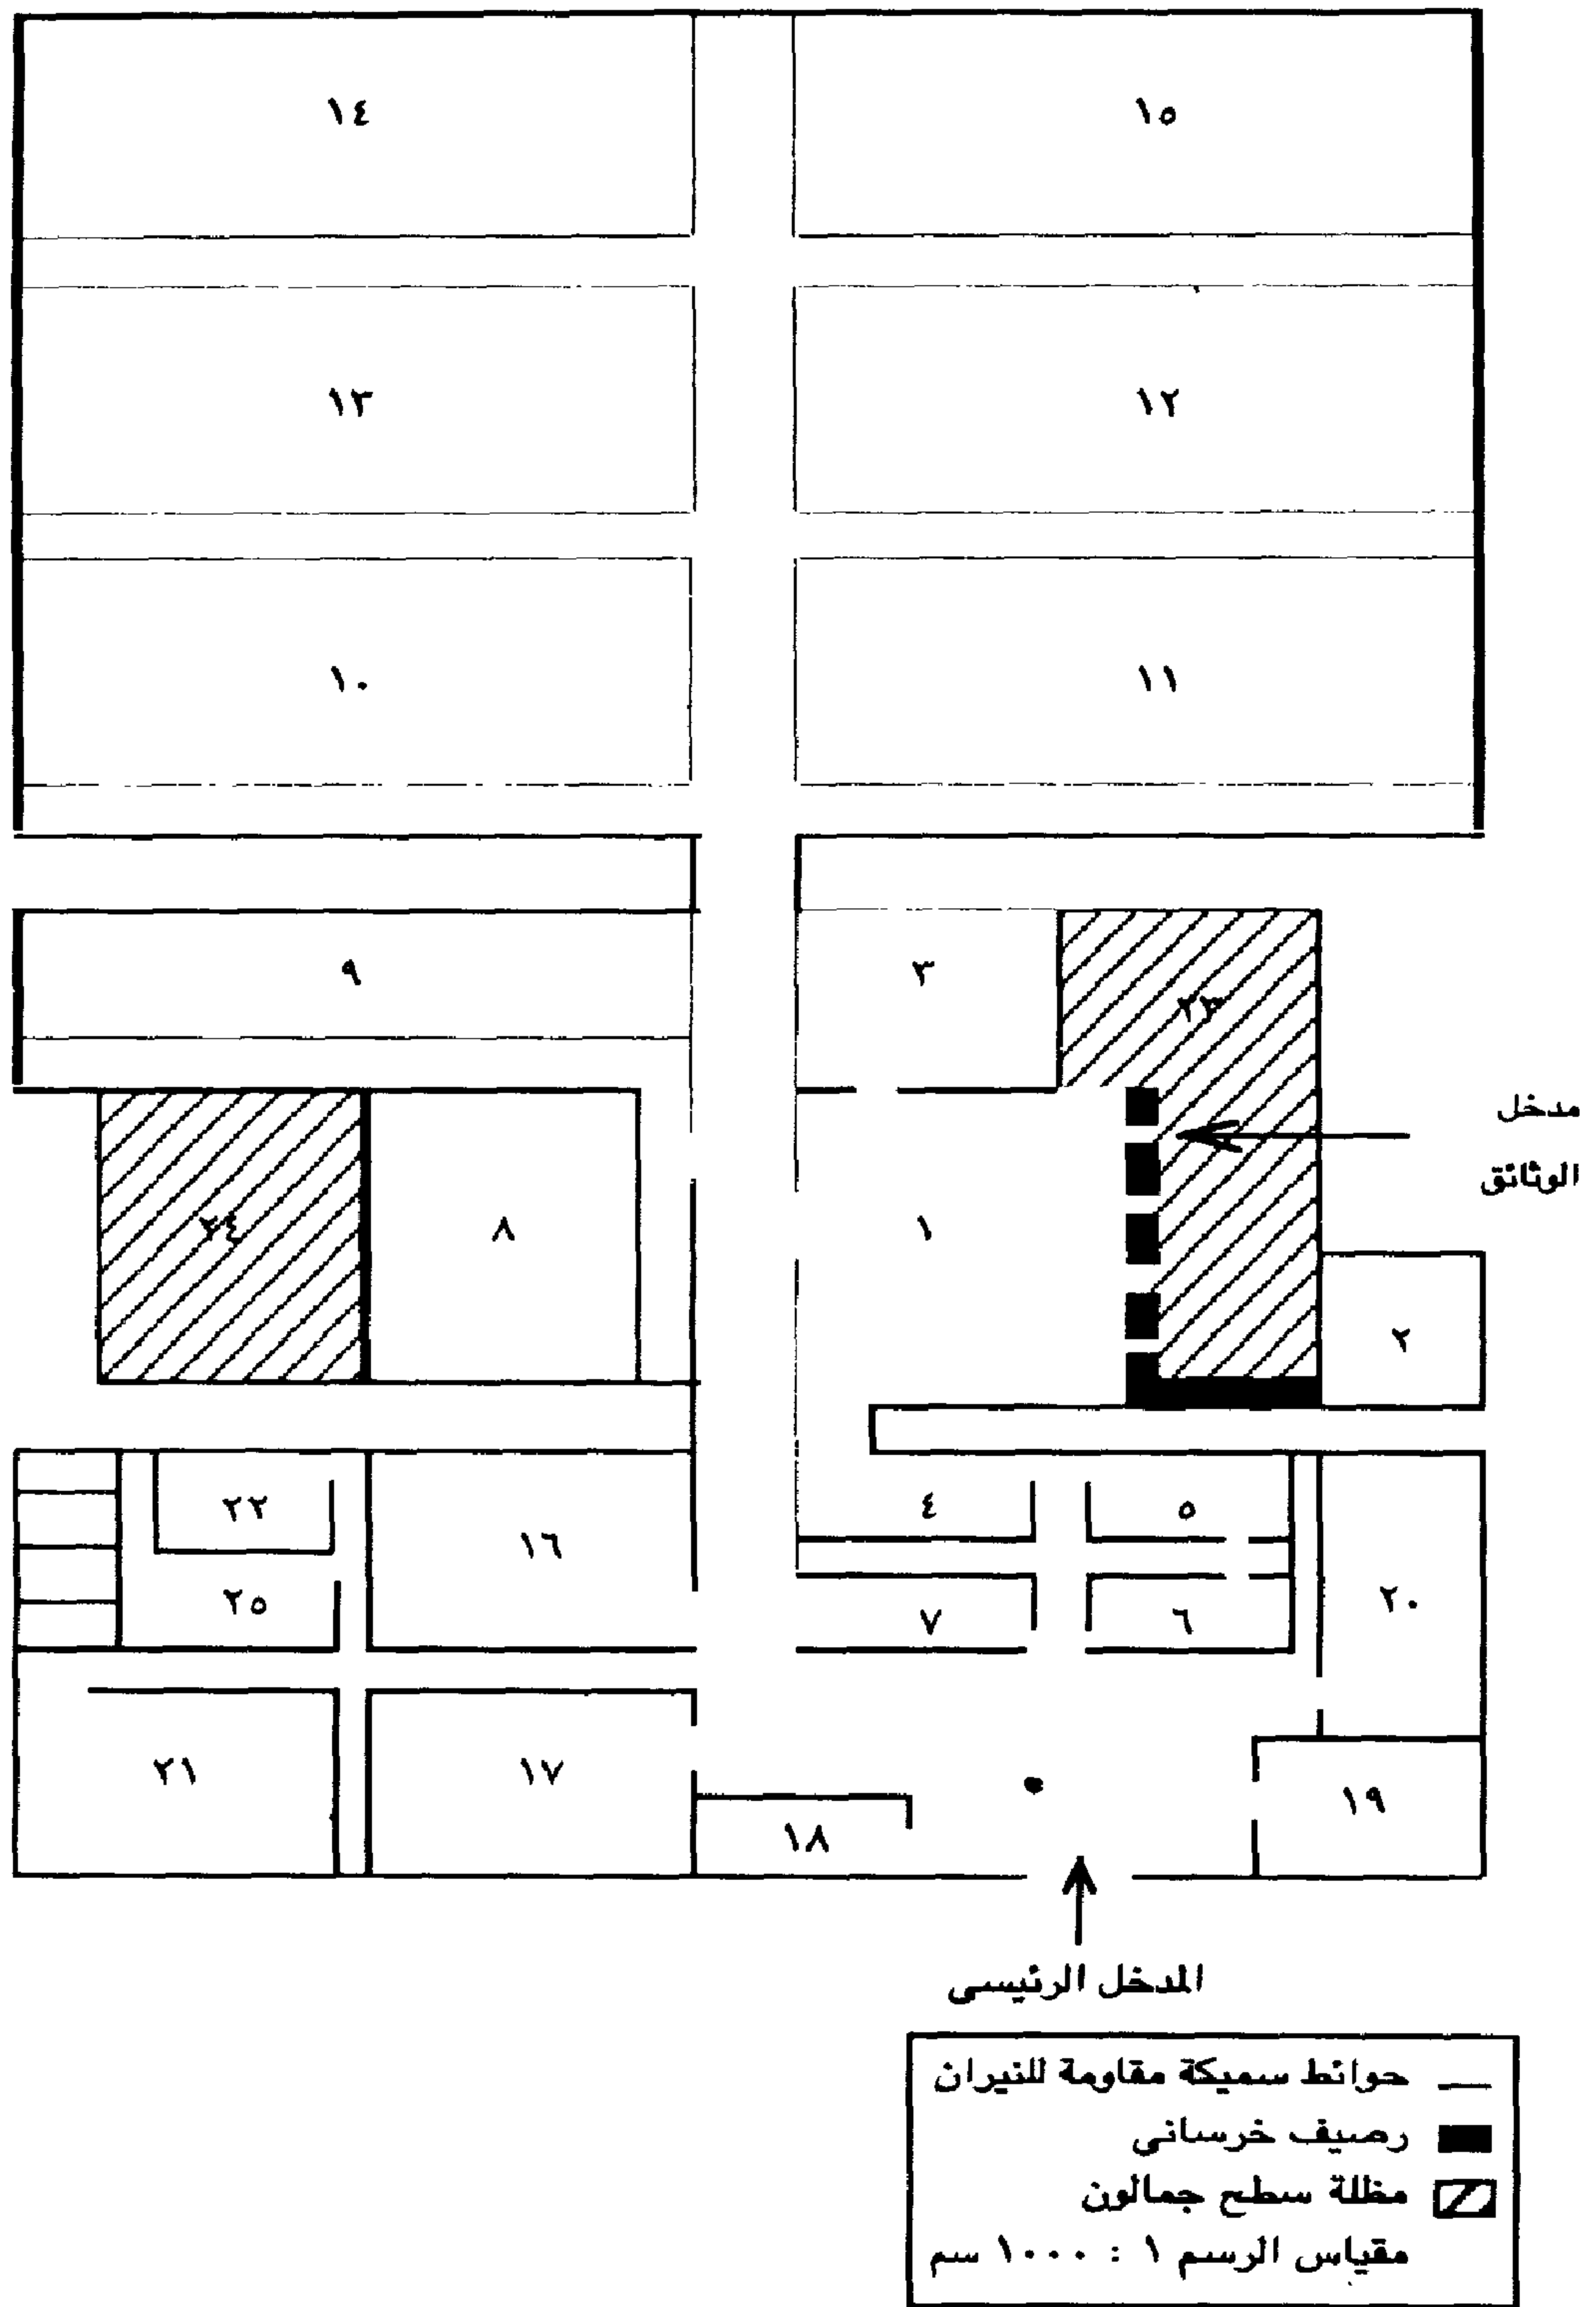 ١٤ ١٥
١٣ ١٢
١٠ ١١
٩ ٣ ٢٣
مدخل
الوثائق
٢٤ ٨ ١ ٢
٢٢ ١٦ ٤ ٥
٢٥ ٧ ٦ ٢٠
٢١ ١٧ ١٨ ١٩
المدخل الرئيسى
حوائط سميكة مقاومة للنيران
رصيف خرسانى
مظلة سطح جمالون
مقياس الرسم ١ : ١٠٠٠ سم